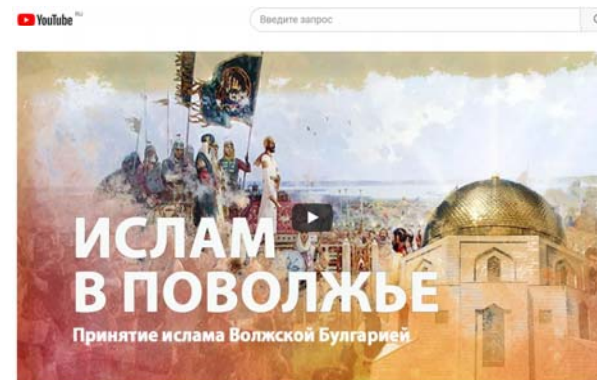 YouTube RU
Введите запрос
ИСЛАМ
В ПОВОЛЖЬЕ
Принятие ислама Волжской Булгарией